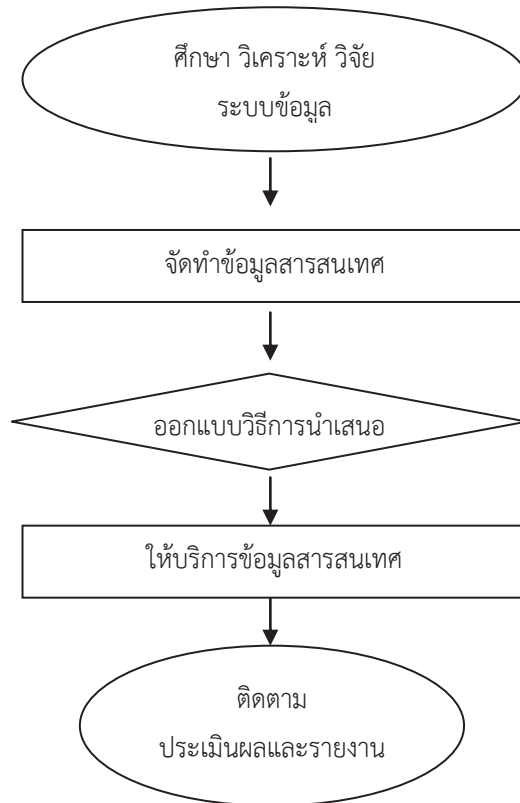 ศึกษา วิเคราะห์ วิจัย
ระบบข้อมูล
จัดทำข้อมูลสารสนเทศ
ออกแบบวิธีการนำเสนอ
ให้บริการข้อมูลสารสนเทศ
ติดตาม
ประเมินผลและรายงาน